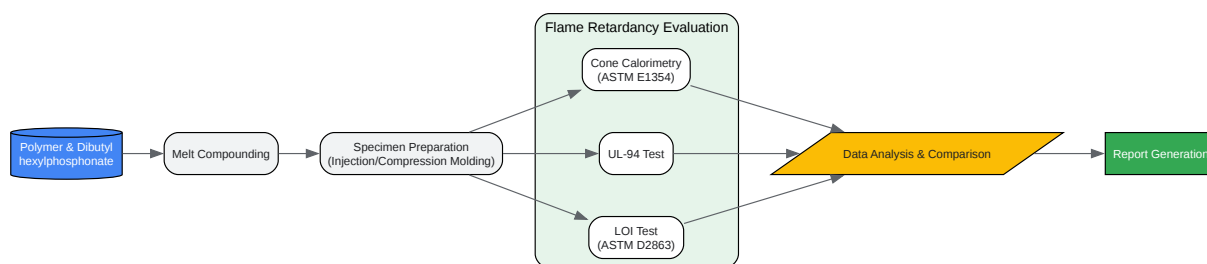 Polymer & Dibutyl
hexylphosphonate
Melt Compounding
Specimen Preparation
(Injection/Compression Molding)
Flame Retardancy Evaluation
Cone Calorimetry
(ASTM E1354)
UL-94 Test
LOI Test
(ASTM D2863)
Data Analysis & Comparison
Report Generation